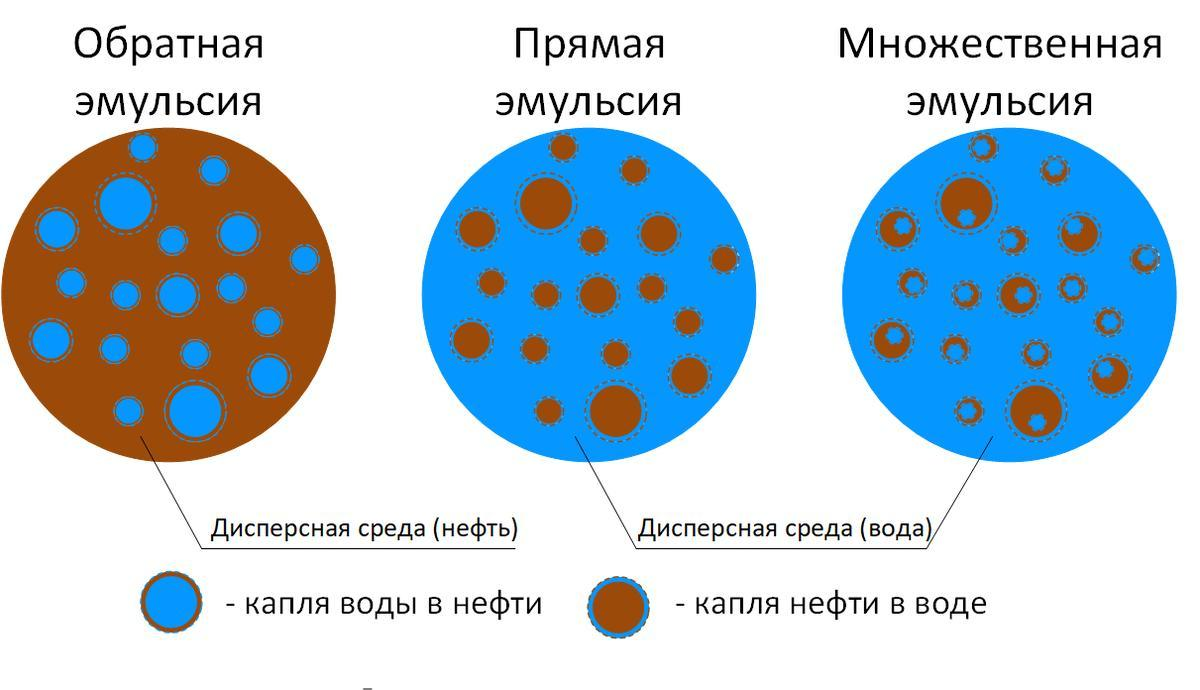 Обратная
эмульсия
Прямая
эмульсия
Множественная
эмульсия
Дисперсная среда (нефть)
Дисперсная среда (вода)
- капля воды в нефти
- капля нефти в воде